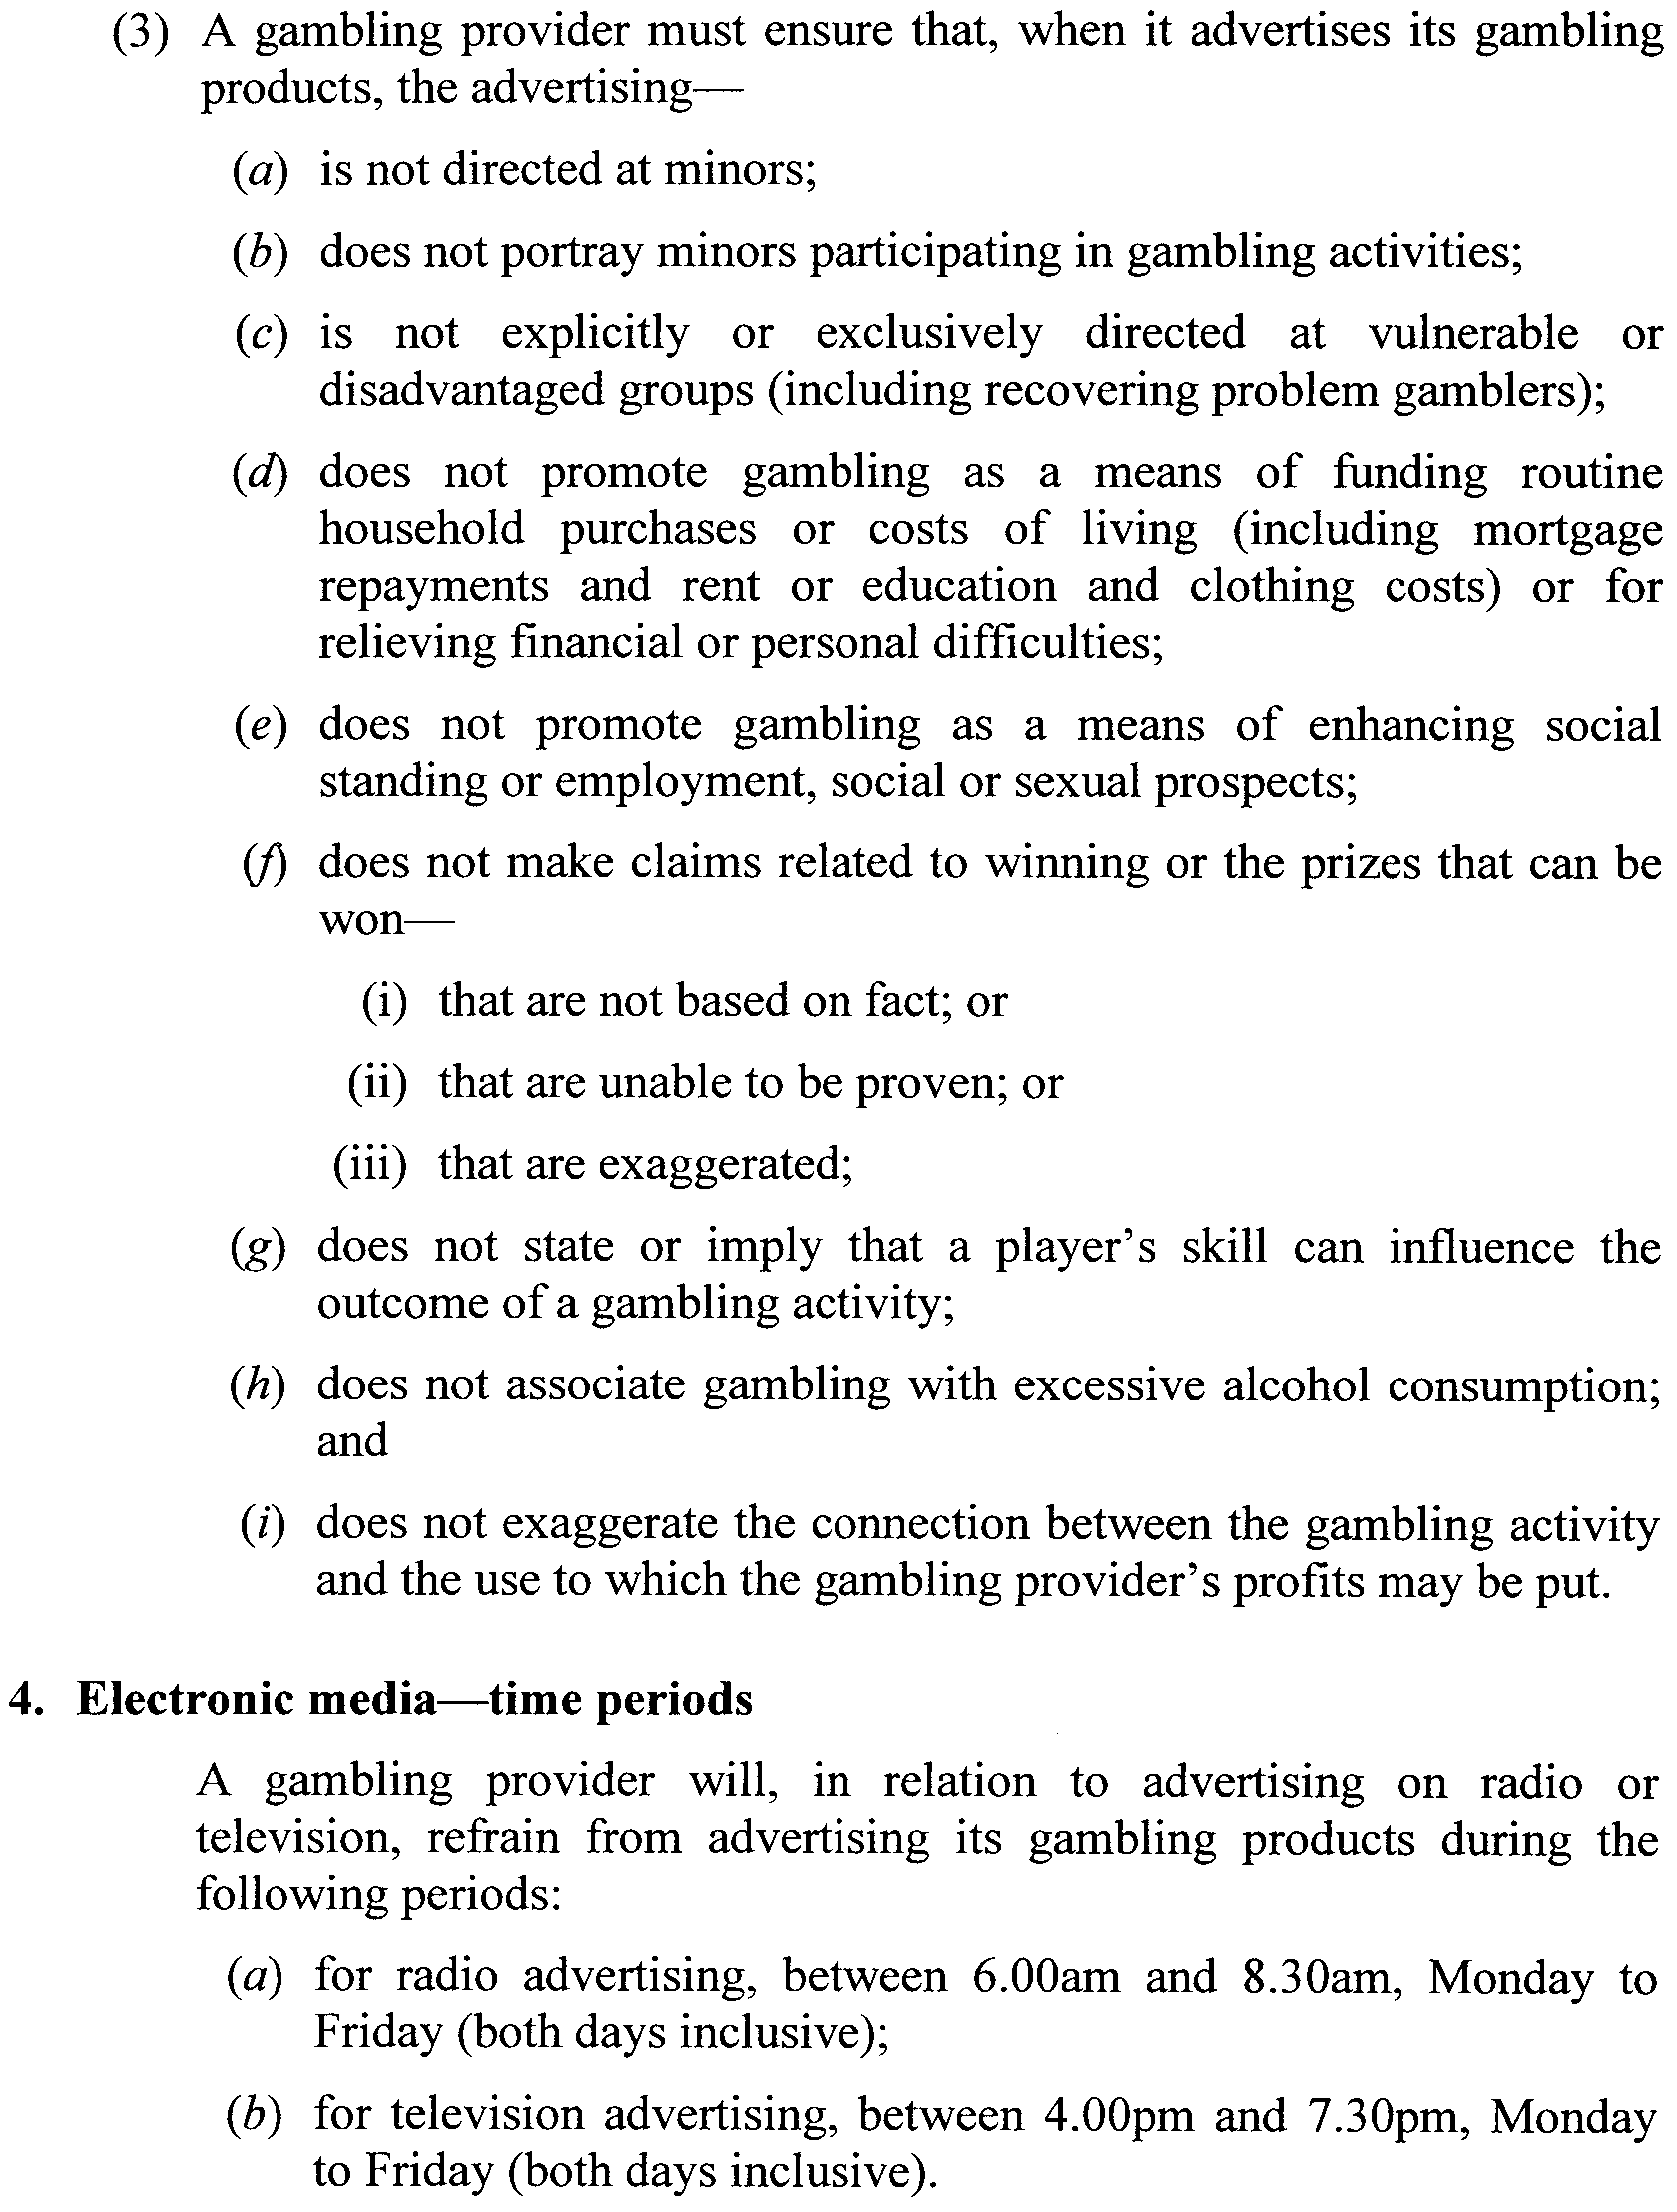 (3) A gambling provider must ensure that, when it advertises its gambling
products, the advertising—
(a) is not directed at minors;
(b) does not portray minors participating in gambling activities;
(c) is not explicitly or exclusively directed at vulnerable or
disadvantaged groups (including recovering problem gamblers);
(d) does not promote gambling as a means of funding routine
household purchases or costs of living (including mortgage
repayments and rent or education and clothing costs) or for
relieving financial or personal difficulties;
(e) does not promote gambling as a means of enhancing social
standing or employment, social or sexual prospects;
(f) does not make claims related to winning or the prizes that can be
won—
(i) that are not based on fact; or
(ii) that are unable to be proven; or
(iii) that are exaggerated;
(g) does not state or imply that a player's skill can influence the
outcome of a gambling activity;
(h) does not associate gambling with excessive alcohol consumption;
and
(i) does not exaggerate the connection between the gambling activity
and the use to which the gambling provider's profits may be put.
4. Electronic media—time periods
A gambling provider will, in relation to advertising on radio or
television, refrain from advertising its gambling products during the
following periods:
(a) for radio advertising, between 6.00am and 8.30am, Monday to
Friday (both days inclusive);
(b) for television advertising, between 4.00pm and 7.30pm, Monday
to Friday (both days inclusive).